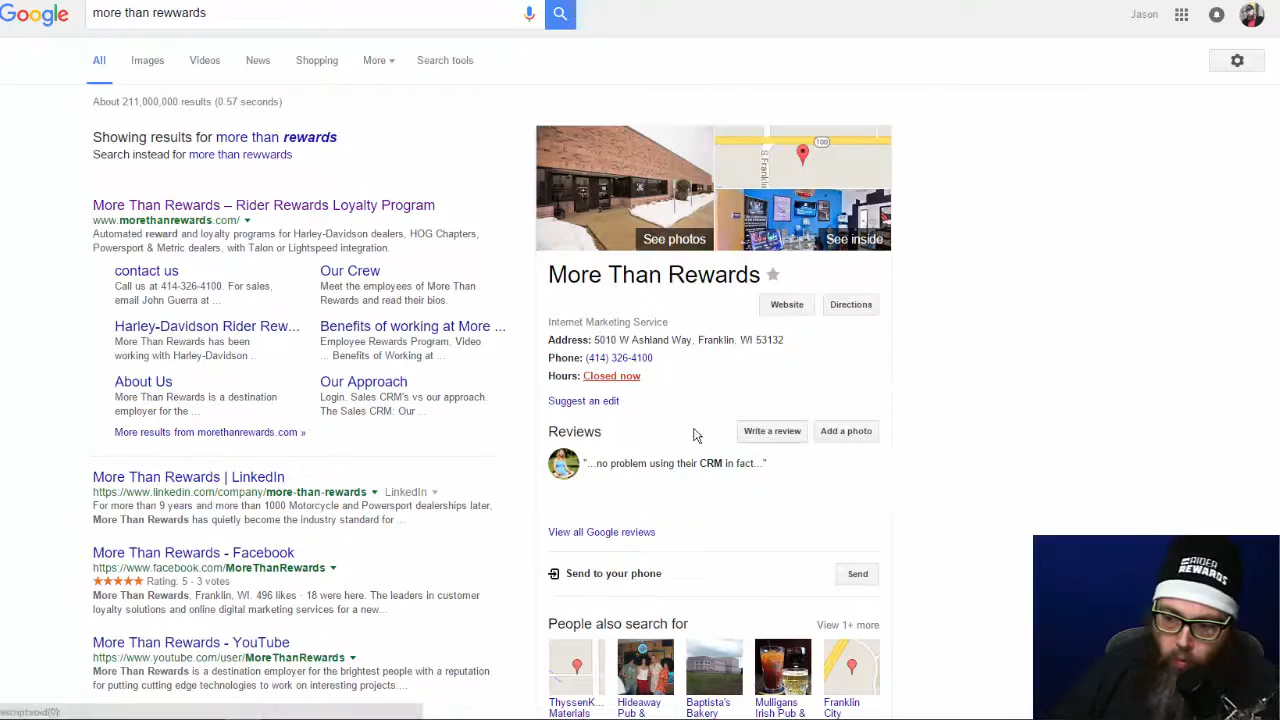 Google
more than rewwards
Jason
All Images Videos News Shopping More Search tools
About 211,000,000 results (0.57 seconds)
Showing results for more than rewards
Search instead for more than rewwards
More Than Rewards – Rider Rewards Loyalty Program
www.morethanrewards.com/
Automated reward and loyalty programs for Harley-Davidson dealers, HOG Chapters,
Powersport & Metric dealers, with Talon or Lightspeed integration.
contact us
Call us at 414-326-4100. For sales,
email John Guerra at ...
Our Crew
Meet the employees of More Than
Rewards and read their bios.
Harley-Davidson Rider Rew...
More Than Rewards has been
working with Harley-Davidson ..
Benefits of working at More ...
Employee Rewards Program, Video
... Benefits of Working at ...
About Us
More Than Rewards is a destination
employer for the ...
Our Approach
Login. Sales CRM's vs our approach.
The Sales CRM: Our ...
More results from morethanrewards.com »
More Than Rewards | LinkedIn
https://www.linkedin.com/company/more-than-rewards LinkedIn
For more than 9 years and more than 1000 Motorcycle and Powersport dealerships later,
More Than Rewards has quietly become the industry standard for ...
More Than Rewards - Facebook
https://www.facebook.com/MoreThanRewards
Rating: 5 - 3 votes
More Than Rewards, Franklin, WI. 496 likes · 18 were here. The leaders in customer
loyalty solutions and online digital marketing services for a new...
More Than Rewards - YouTube
https://www.youtube.com/user/MoreThanRewards
More Than Rewards is a destination employer for the brightest people with a reputation
for putting cutting edge technologies to work on interesting projects....
See photos
100
S Franklin
See inside
More Than Rewards
Website Directions
Internet Marketing Service
Address: 5010 W Ashland Way, Franklin, WI 53132
Phone: (414) 326-4100
Hours: Closed now
Suggest an edit
Reviews
Write a review Add a photo
"...no problem using their CRM in fact..."
View all Google reviews
Send to your phone
Send
People also search for
View 1+ more
ThyssenK...
Materials
Hideaway
Pub &
Baptista's
Bakery
Mulligans
Irish Pub &
Franklin
City
RIDER
REWARDS